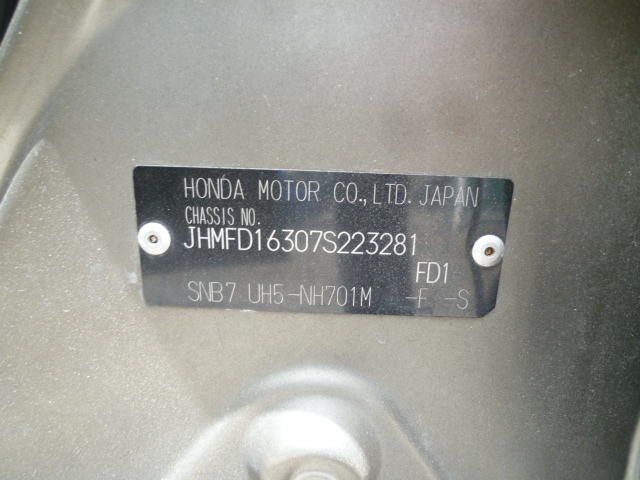 HONDA MOTOR CO.,LTD. JAPAN
CHASSIS NO.
JHMFD16307S223281
FD1
SNB7 UH5-NH701M -F -S